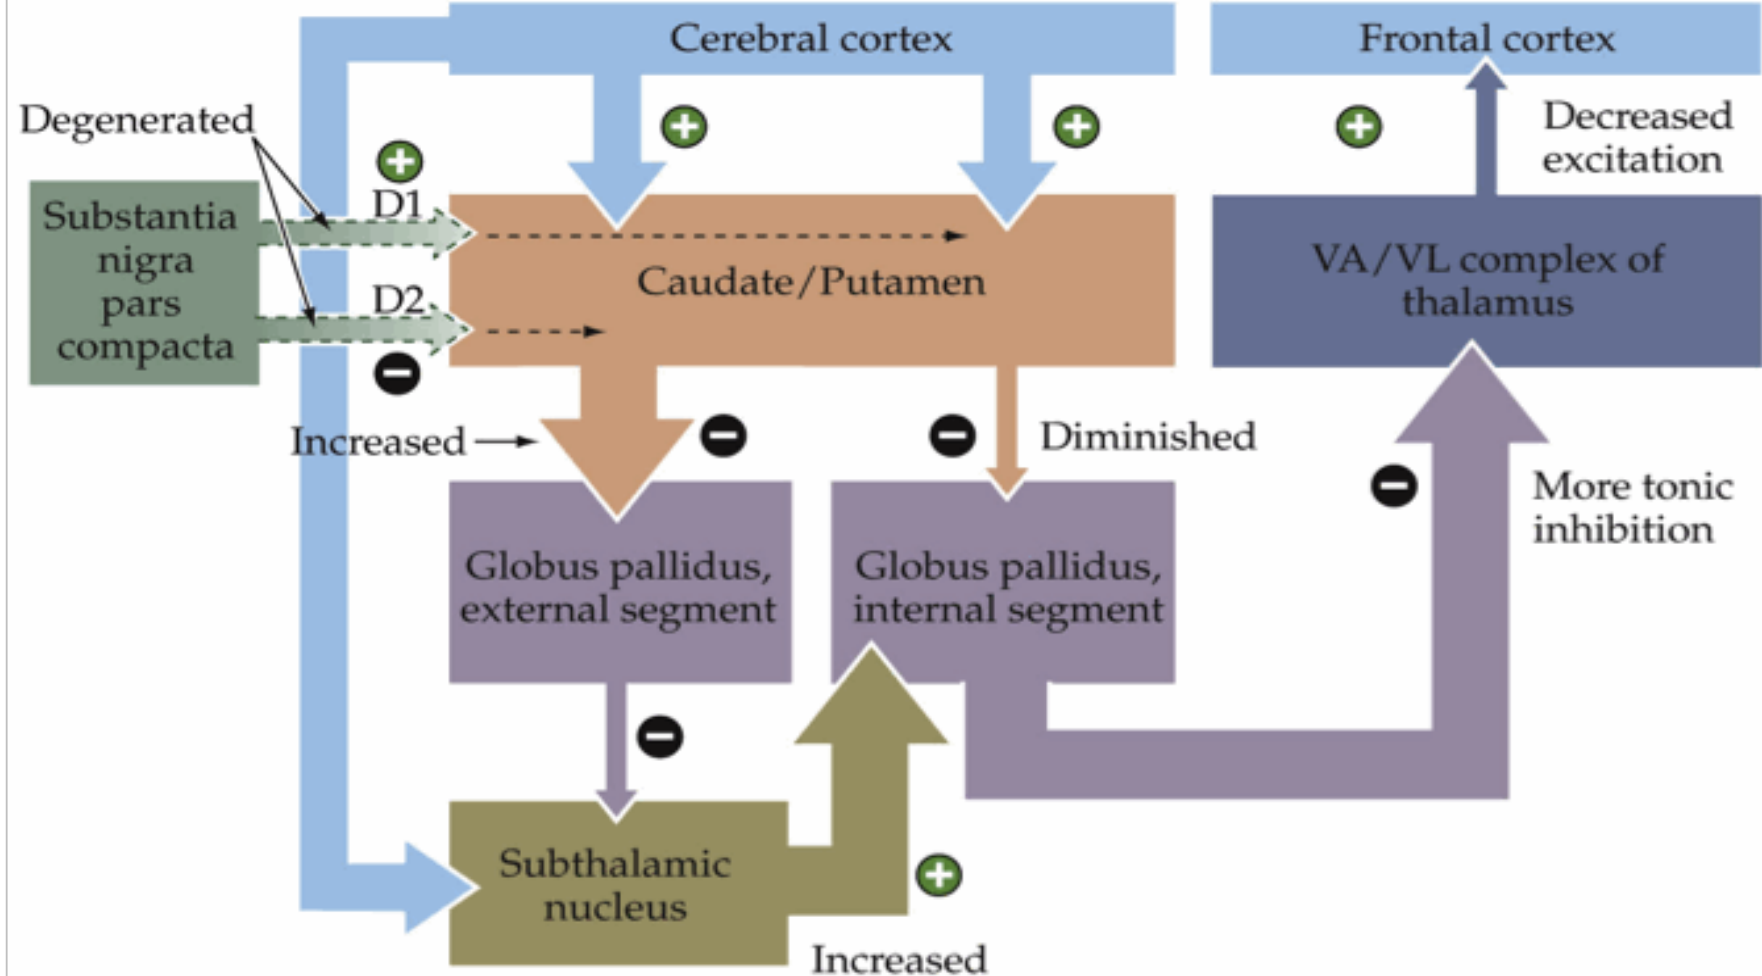 Cerebral cortex
Frontal cortex
Degenerated
+
+
+
+
Decreased
excitation
D1
Substantia
nigra
pars
compacta
Caudate/Putamen
VA/VL complex of
thalamus
D2
−
Increased
−
−
Diminished
−
More tonic
inhibition
Globus pallidus,
external segment
Globus pallidus,
internal segment
−
Subthalamic
nucleus
+
Increased